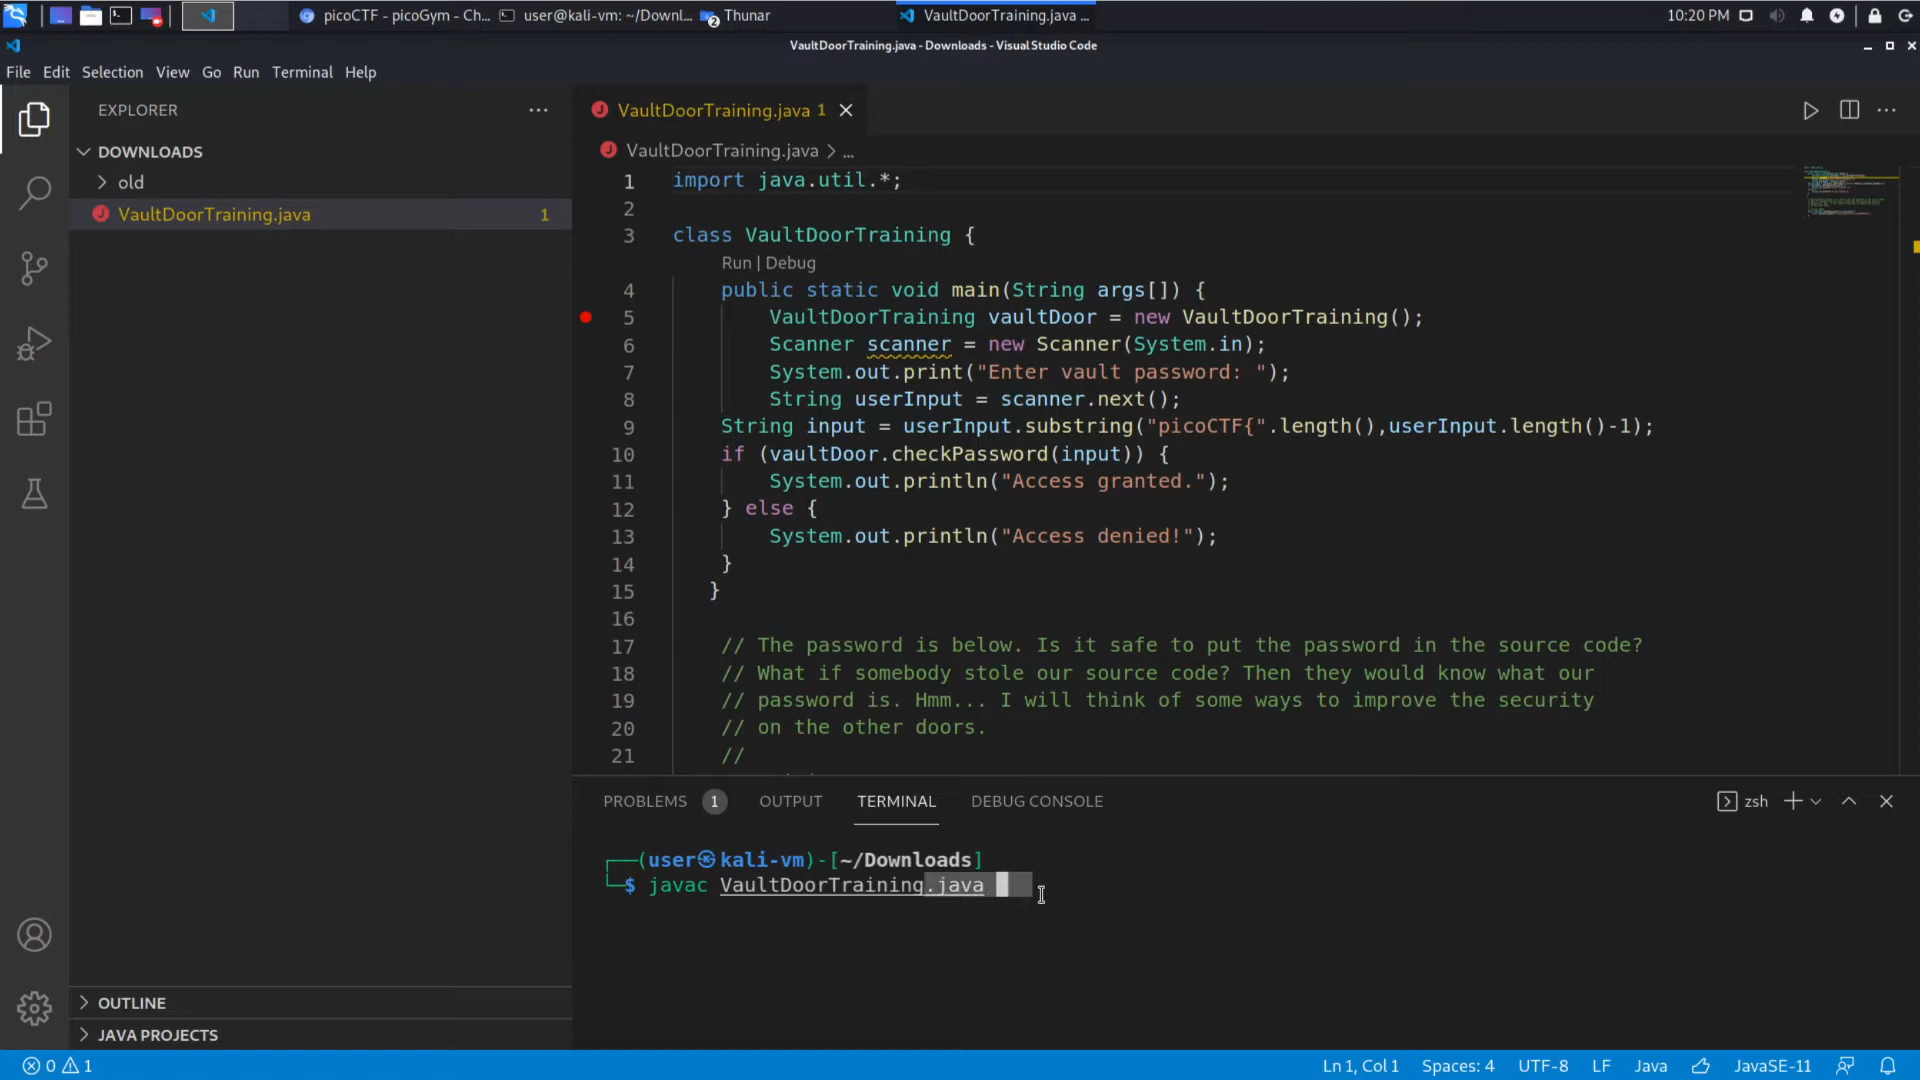 picoCTF - picoGym - Ch...
user@kali-vm: ~/Downl...
2
Thunar
VaultDoorTraining.java ...
10:20 PM
VaultDoorTraining.java - Downloads - Visual Studio Code
File Edit Selection View Go Run Terminal Help
EXPLORER
DOWNLOADS
old
VaultDoorTraining.java 1
OUTLINE
JAVA PROJECTS
VaultDoorTraining.java 1
VaultDoorTraining.java > ...
1 import java.util.*;
2
3 class VaultDoorTraining {
Run | Debug
4 public static void main(String args[]) {
5 VaultDoorTraining vaultDoor = new VaultDoorTraining();
6 Scanner scanner = new Scanner(System.in);
7 System.out.print("Enter vault password: ");
8 String userInput = scanner.next();
9 String input = userInput.substring("picoCTF{".length(),userInput.length()-1);
10 if (vaultDoor.checkPassword(input)) {
11 System.out.println("Access granted.");
12 } else {
13 System.out.println("Access denied!");
14 }
15 }
16
17 // The password is below. Is it safe to put the password in the source code?
18 // What if somebody stole our source code? Then they would know what our
19 // password is. Hmm... I will think of some ways to improve the security
20 // on the other doors.
21 //
PROBLEMS 1 OUTPUT TERMINAL DEBUG CONSOLE
zsh
(user㉿kali-vm)-[~/Downloads]
$ javac VaultDoorTraining.java
0 1
Ln 1, Col 1 Spaces: 4 UTF-8 LF Java JavaSE-11